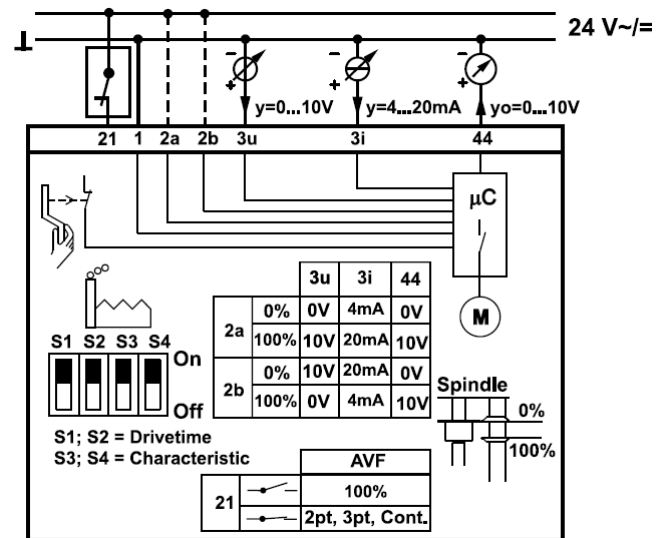 24 V~/=
⊥
− − −
+ + +
y=0...10V y=4...20mA yo=0...10V
21 1 2a 2b 3u 3i 44
µC
3u 3i 44
2a 0% 0V 4mA 0V
100% 10V 20mA 10V
2b 0% 10V 20mA 0V
100% 0V 4mA 10V
M
S1 S2 S3 S4
On
Off
S1; S2 = Drivetime
S3; S4 = Characteristic
Spindle
0%
100%
AVF
21 100%
2pt, 3pt, Cont.